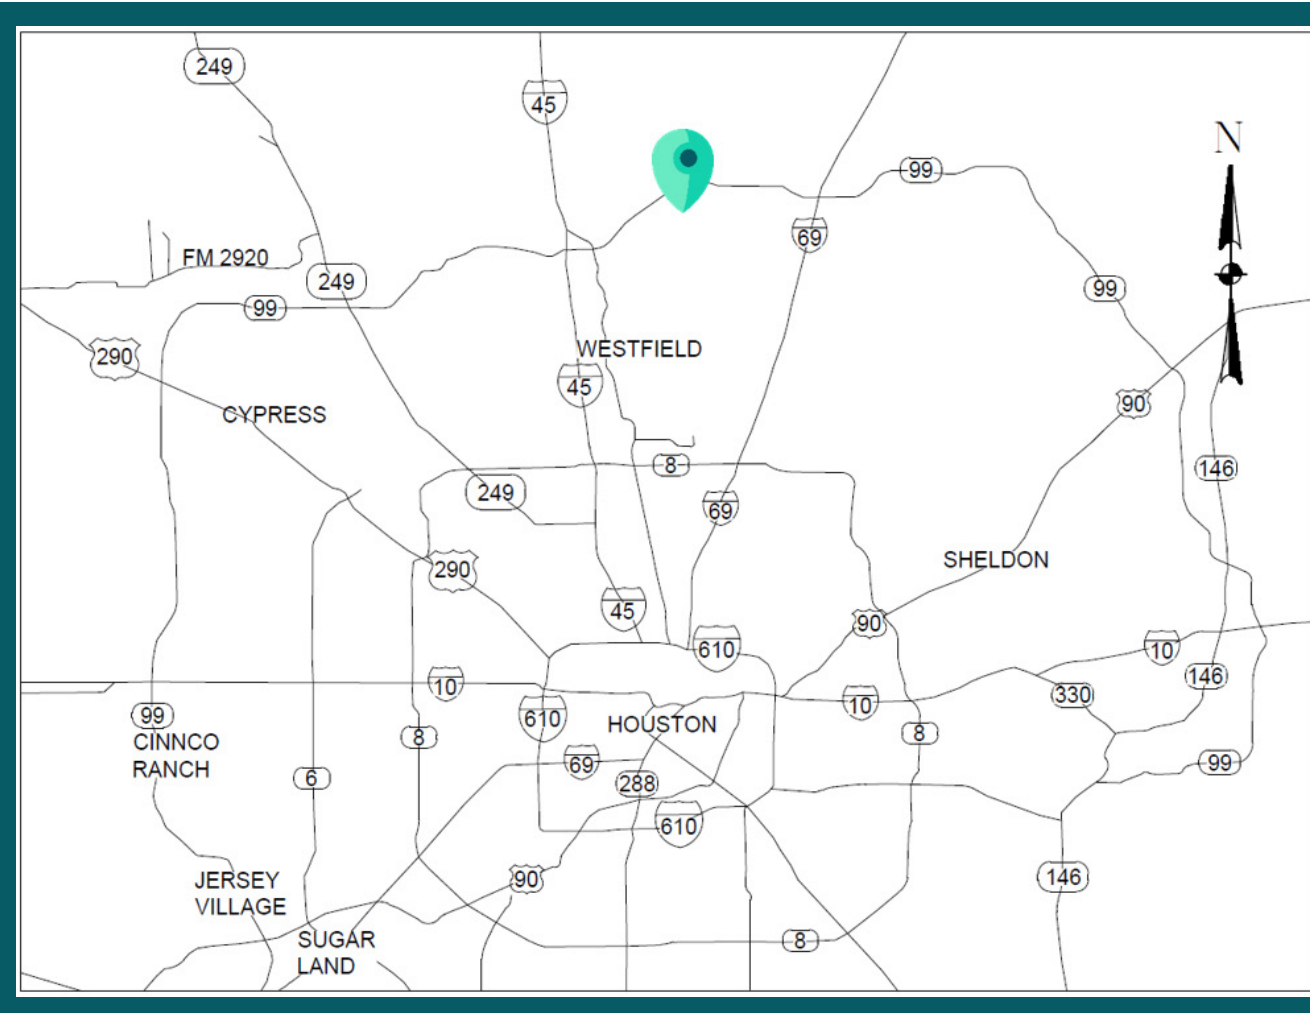 249
45
N
99
69
FM 2920
249
99
99
290
WESTFIELD
45
90
CYPRESS
8
146
249
69
SHELDON
290
45
90
610
10
146
10
330
10
99
610
HOUSTON
8
8
CINNCO
RANCH
69
99
6
288
610
90
146
JERSEY
VILLAGE
SUGAR
LAND
8